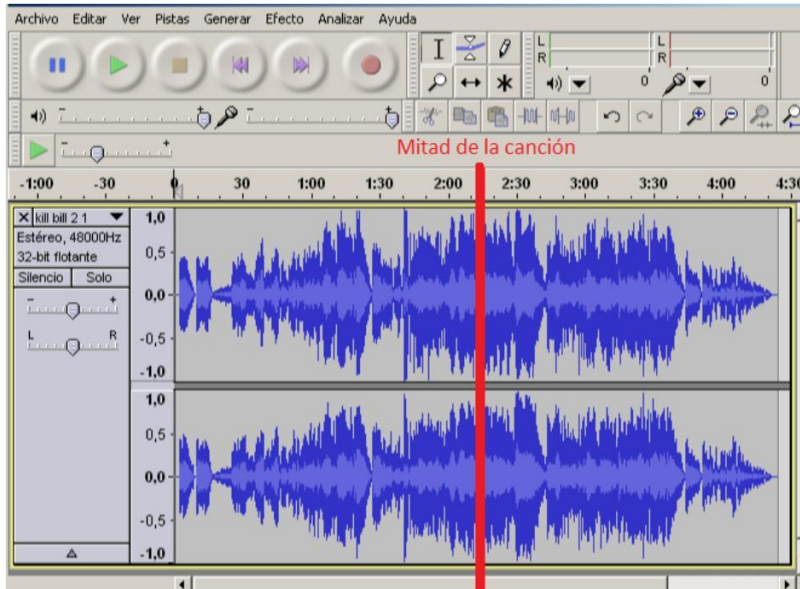 Archivo Editar Ver Pistas Generar Efecto Analizar Ayuda
L
R
L
R
0
0
- +
- +
- +
Mitad de la canción
-1:00 -30 0 30 1:00 1:30 2:00 2:30 3:00 3:30 4:00 4:30
kill bill 2 1
Estéreo, 48000Hz
32-bit flotante
Silencio Solo
- +
L R
1,0
0,5
0,0
-0,5
-1,0
1,0
0,5
0,0
-0,5
-1,0